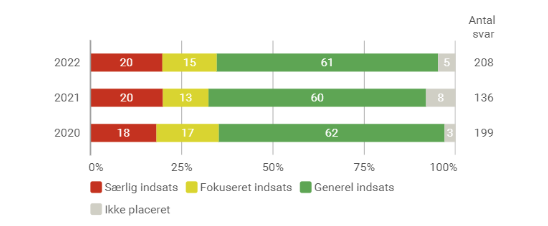 Antal
svar
2022 20 15 61 5 208
2021 20 13 60 8 136
2020 18 17 62 3 199
0% 25% 50% 75% 100%
Særlig indsats Fokuseret indsats Generel indsats
Ikke placeret